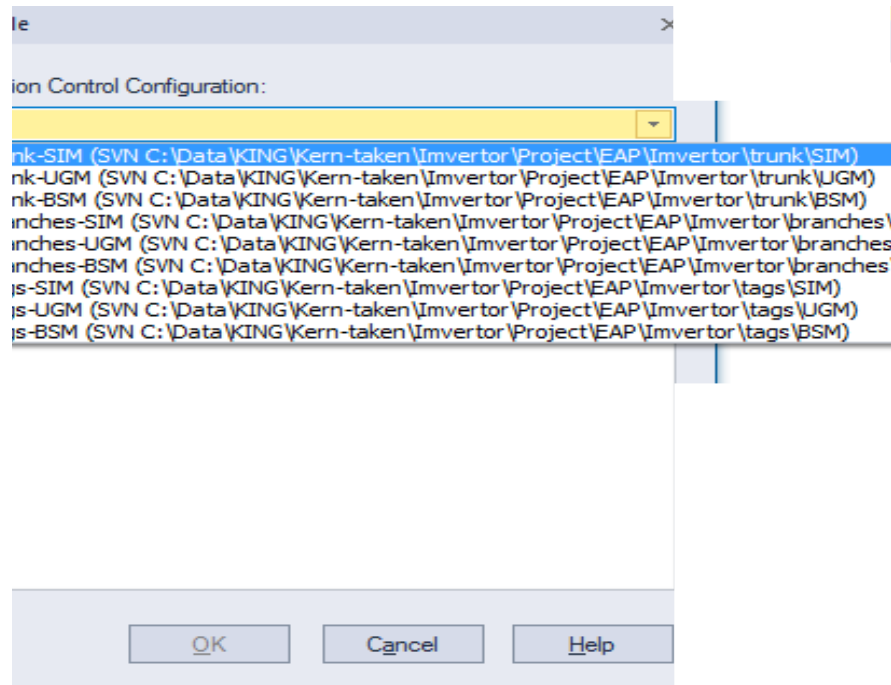 le
ion Control Configuration:
nk-SIM (SVN C:\Data\KING\Kern-taken\Imvertor\Project\EAP\Imvertor\trunk\SIM)
nk-UGM (SVN C:\Data\KING\Kern-taken\Imvertor\Project\EAP\Imvertor\trunk\UGM)
nk-BSM (SVN C:\Data\KING\Kern-taken\Imvertor\Project\EAP\Imvertor\trunk\BSM)
anches-SIM (SVN C:\Data\KING\Kern-taken\Imvertor\Project\EAP\Imvertor\branches\
anches-UGM (SVN C:\Data\KING\Kern-taken\Imvertor\Project\EAP\Imvertor\branches
anches-BSM (SVN C:\Data\KING\Kern-taken\Imvertor\Project\EAP\Imvertor\branches\
gs-SIM (SVN C:\Data\KING\Kern-taken\Imvertor\Project\EAP\Imvertor\tags\SIM)
gs-UGM (SVN C:\Data\KING\Kern-taken\Imvertor\Project\EAP\Imvertor\tags\UGM)
gs-BSM (SVN C:\Data\KING\Kern-taken\Imvertor\Project\EAP\Imvertor\tags\BSM)
OK Cancel Help